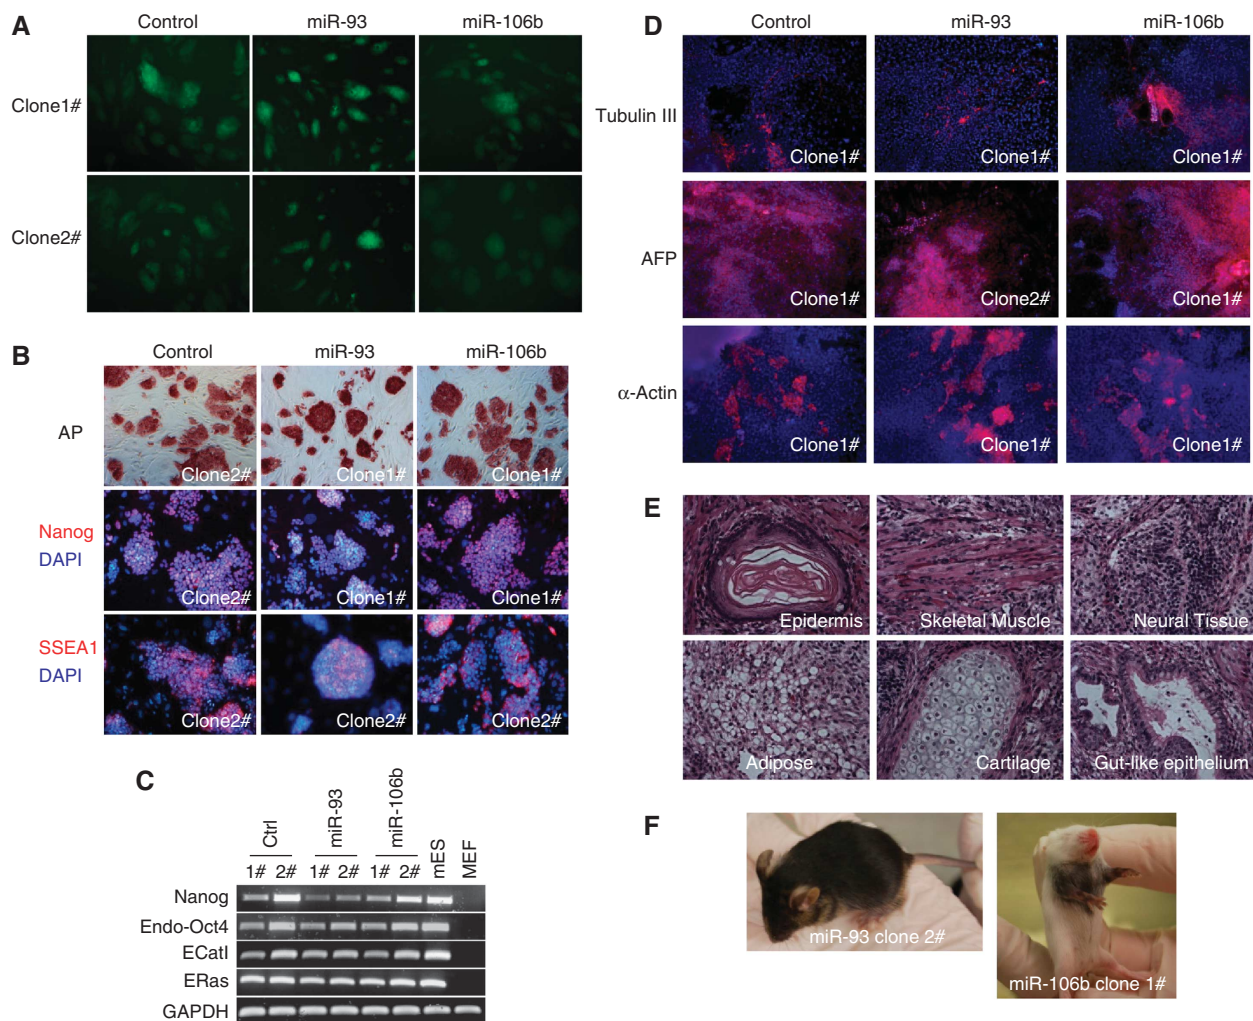 A
Control miR-93 miR-106b
Clone1#
Clone2#
B
Control miR-93 miR-106b
AP
Clone2# Clone1# Clone1#
Nanog
DAPI
Clone2# Clone1# Clone1#
SSEA1
DAPI
Clone2# Clone2# Clone2#
C
Ctrl miR-93 miR-106b mES MEF
1# 2# 1# 2# 1# 2#
Nanog
Endo-Oct4
ECatI
ERas
GAPDH
D
Control miR-93 miR-106b
Tubulin III
Clone1# Clone1# Clone1#
AFP
Clone1# Clone2# Clone1#
α-Actin
Clone1# Clone1# Clone1#
E
Epidermis Skeletal Muscle Neural Tissue
Adipose Cartilage Gut-like epithelium
F
miR-93 clone 2#
miR-106b clone 1#